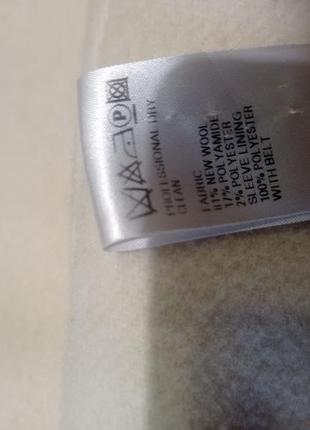 PROFESSIONAL DRY
CLEAN
FABRIC
81% NEW WOOL
17% POLYAMIDE
2% POLYESTER
SLEEVE LINING
100% POLYESTER
WITH BELT